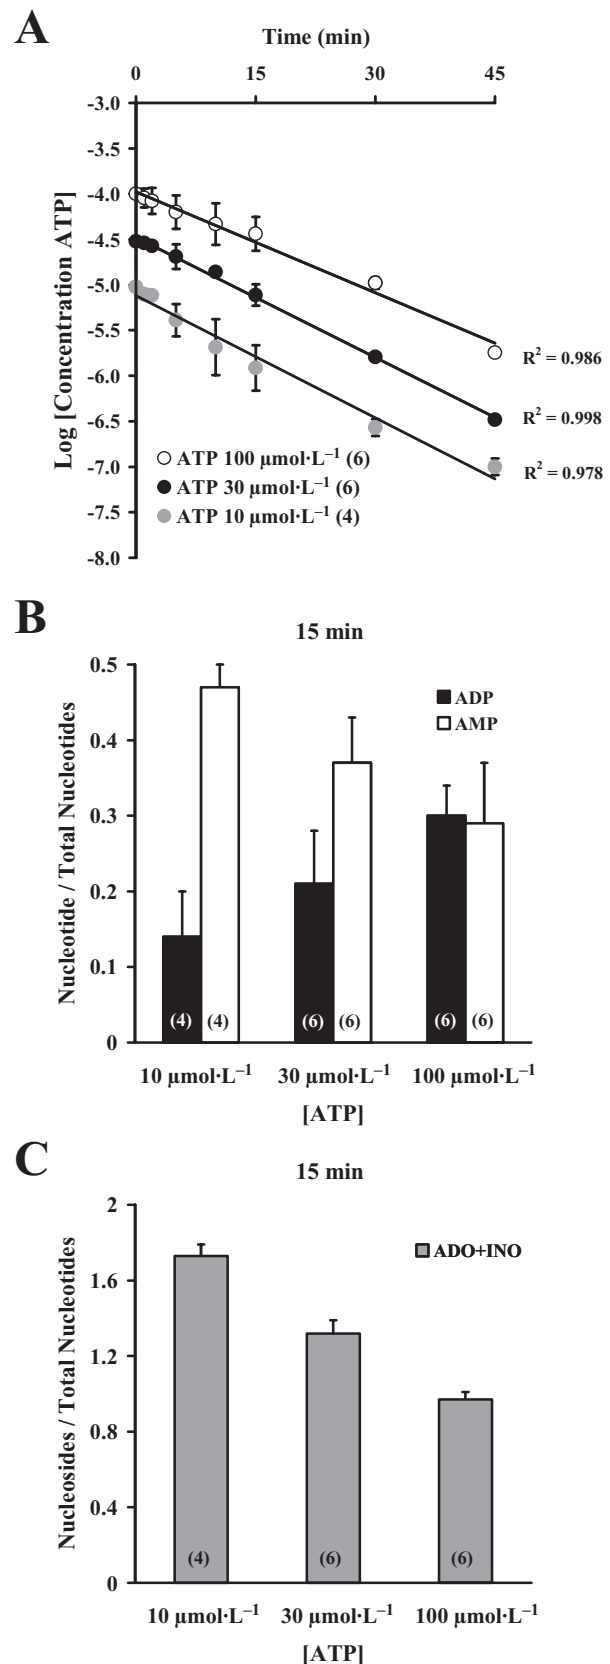 A
Time (min)
0 15 30 45
-3.0
-3.5
-4.0
-4.5
-5.0
-5.5
-6.0
-6.5
-7.0
-7.5
-8.0
Log [Concentration ATP]
R² = 0.986
R² = 0.998
R² = 0.978
ATP 100 µmol·L⁻¹ (6)
ATP 30 µmol·L⁻¹ (6)
ATP 10 µmol·L⁻¹ (4)
B
15 min
0.5
0.4
0.3
0.2
0.1
0
Nucleotide / Total Nucleotides
ADP
AMP
(4) (4) (6) (6) (6) (6)
10 µmol·L⁻¹ 30 µmol·L⁻¹ 100 µmol·L⁻¹
[ATP]
C
15 min
2
1.6
1.2
0.8
0.4
0
Nucleosides / Total Nucleotides
ADO+INO
(4) (6) (6)
10 µmol·L⁻¹ 30 µmol·L⁻¹ 100 µmol·L⁻¹
[ATP]